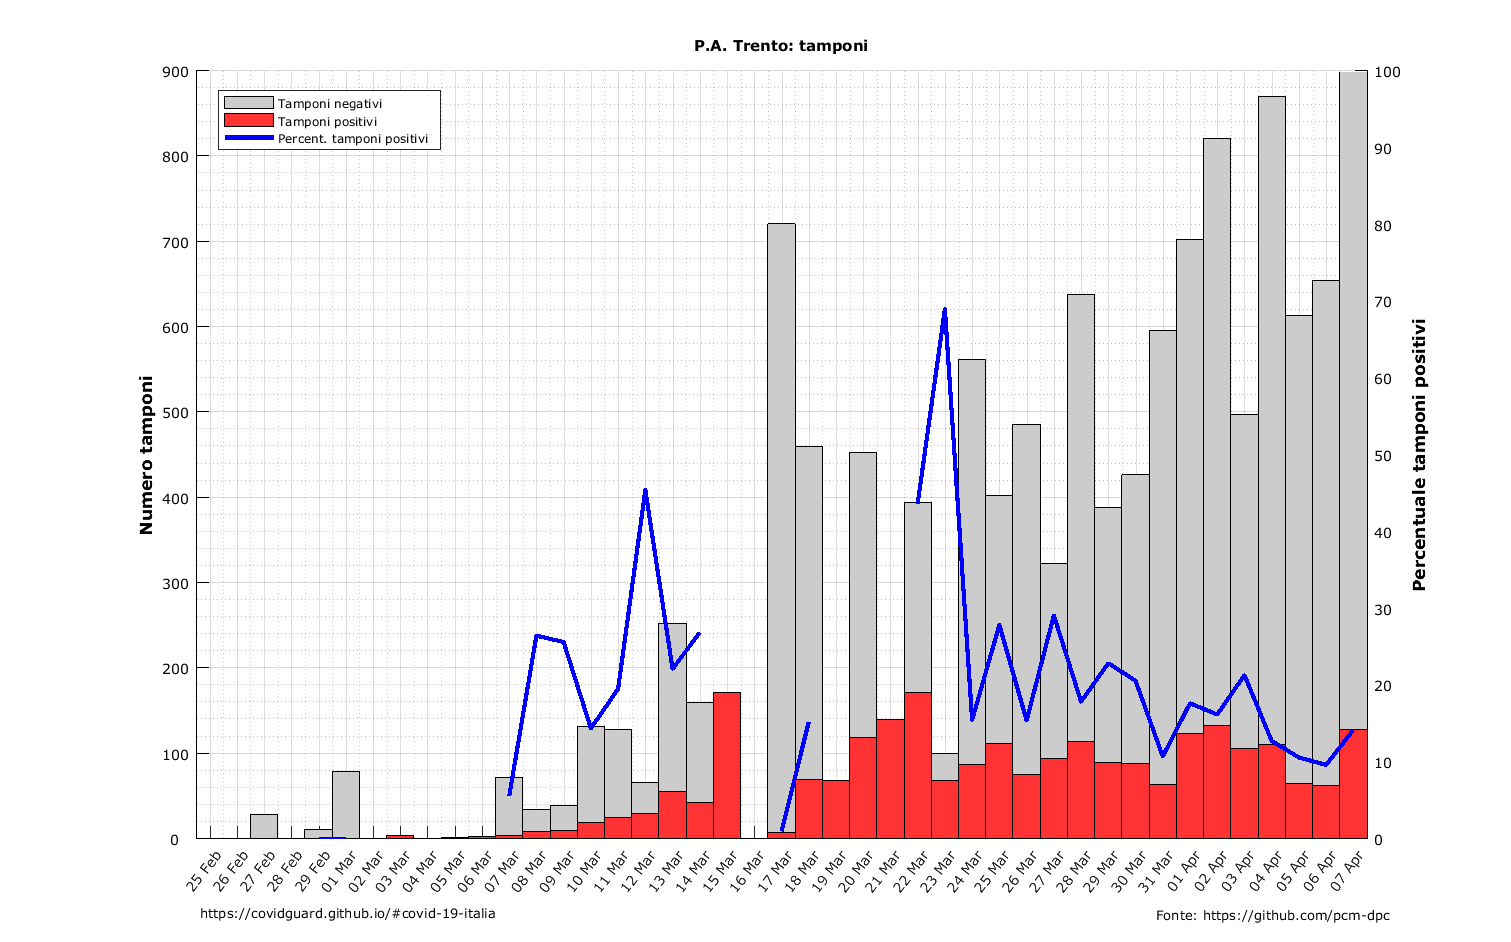 P.A. Trento: tamponi
Tamponi negativi
Tamponi positivi
Percent. tamponi positivi
Numero tamponi
900
800
700
600
500
400
300
200
100
0
100
90
80
70
60
50
40
30
20
10
0
Percentuale tamponi positivi
25 Feb
26 Feb
27 Feb
28 Feb
29 Feb
01 Mar
02 Mar
03 Mar
04 Mar
05 Mar
06 Mar
07 Mar
08 Mar
09 Mar
10 Mar
11 Mar
12 Mar
13 Mar
14 Mar
15 Mar
16 Mar
17 Mar
18 Mar
19 Mar
20 Mar
21 Mar
22 Mar
23 Mar
24 Mar
25 Mar
26 Mar
27 Mar
28 Mar
29 Mar
30 Mar
31 Mar
01 Apr
02 Apr
03 Apr
04 Apr
05 Apr
06 Apr
07 Apr
https://covidguard.github.io/#covid-19-italia
Fonte: https://github.com/pcm-dpc